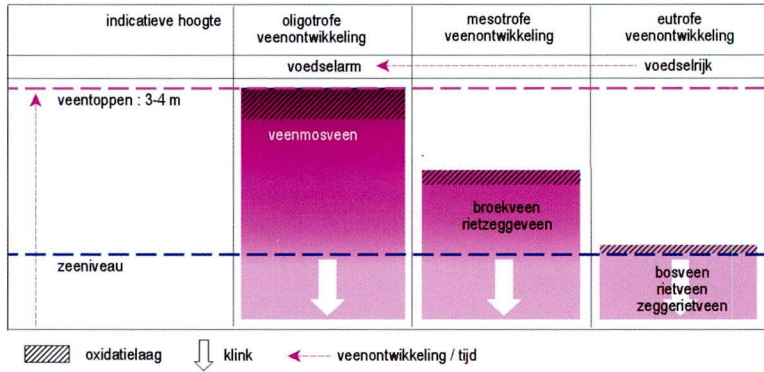 indicatieve hoogte
oligotrofe
veenontwikkeling
mesotrofe
veenontwikkeling
eutrofe
veenontwikkeling
voedselarm
voedselrijk
veentoppen : 3-4 m
veenmosveen
broekveen
rietzeggeveen
zeeniveau
bosveen
rietveen
zeggerietveen
oxidatielaag
klink
veenontwikkeling / tijd